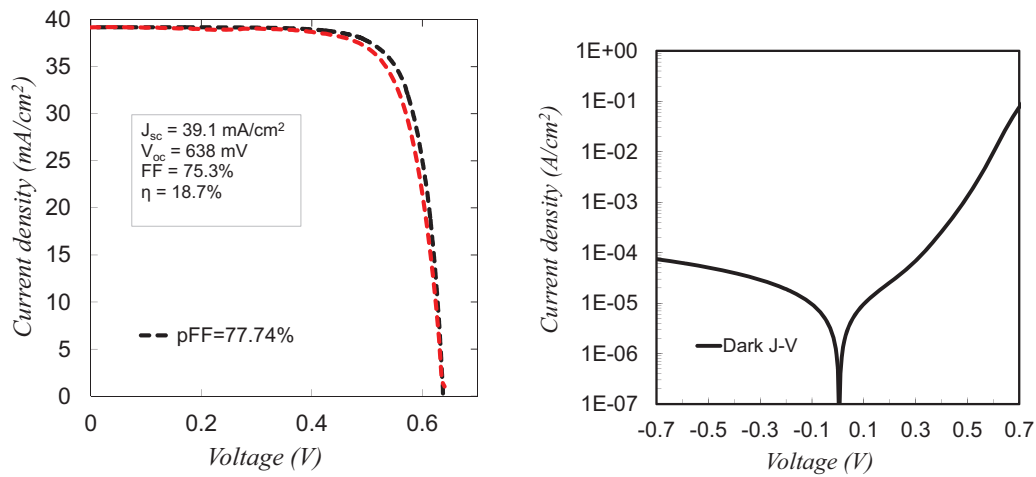 Current density (mA/cm²)
40
35
30
25
20
15
10
5
0
J_sc = 39.1 mA/cm²
V_oc = 638 mV
FF = 75.3%
η = 18.7%
pFF=77.74%
0 0.2 0.4 0.6
Voltage (V)
Current density (A/cm²)
1E+00
1E-01
1E-02
1E-03
1E-04
1E-05
1E-06
1E-07
Dark J-V
-0.7 -0.5 -0.3 -0.1 0.1 0.3 0.5 0.7
Voltage (V)